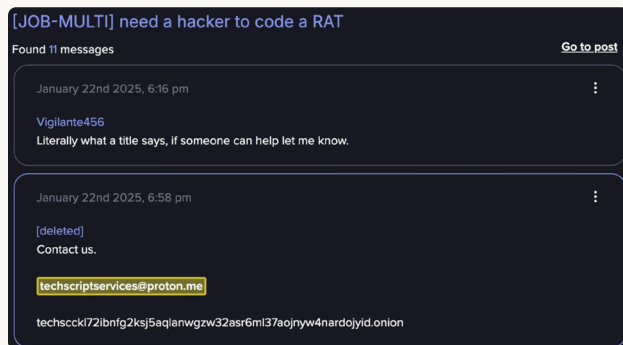 [JOB-MULTI] need a hacker to code a RAT
Found 11 messages
Go to post
January 22nd 2025, 6:16 pm
Vigilante456
Literally what a title says, if someone can help let me know.
January 22nd 2025, 6:58 pm
[deleted]
Contact us.
techscriptservices@proton.me
techscckl72ibnfg2ksj5aqlanwgzw32asr6ml37aojnyw4nardojyid.onion